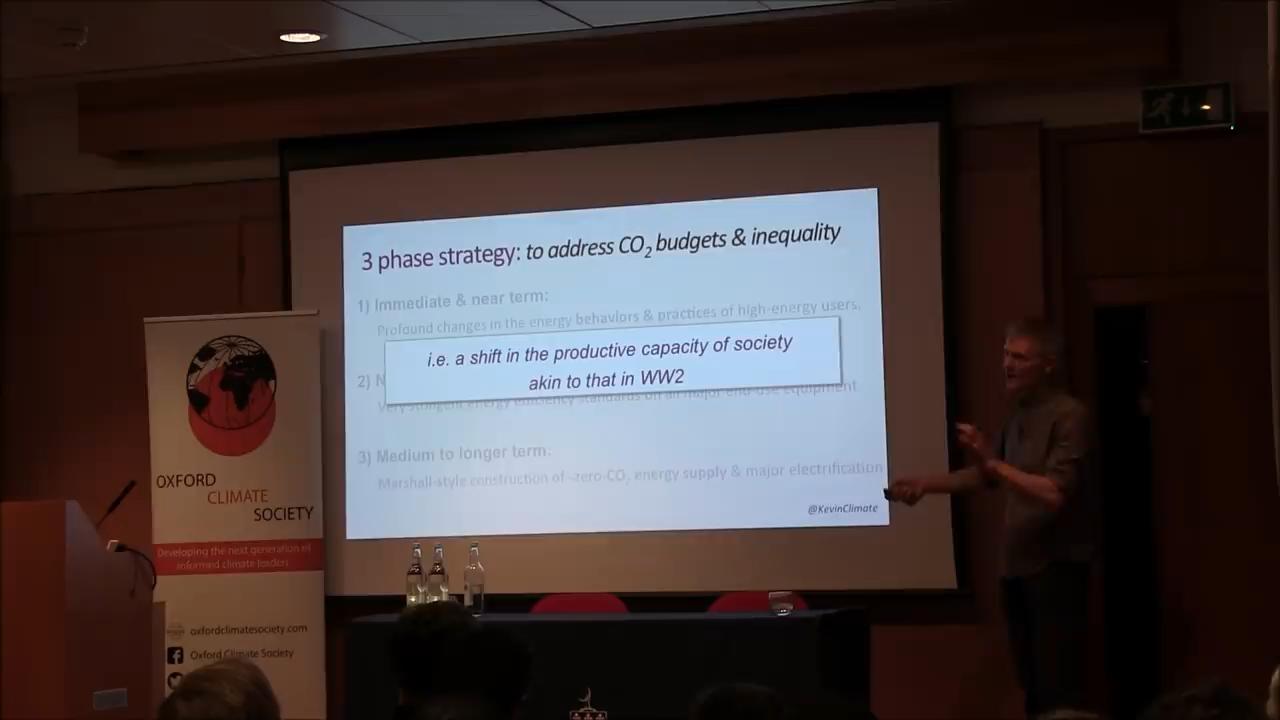 3 phase strategy: to address CO2 budgets & inequality
1) Immediate & near term:
Profound changes in the energy behaviors & practices of high-energy users.
i.e. a shift in the productive capacity of society
akin to that in WW2
2) N
Very stringent energy efficiency standards on all major end-use equipment
3) Medium to longer term:
Marshall-style construction of ~zero-CO2 energy supply & major electrification
@KevinClimate
OXFORD
CLIMATE
SOCIETY
Developing the next generation of
informed climate leaders
oxfordclimatesociety.com
Oxford Climate Society